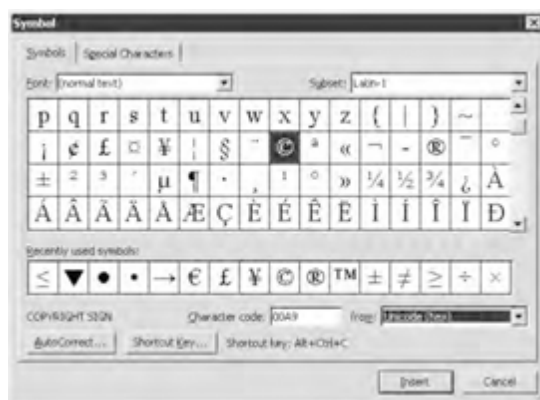 Symbol
Symbols Special Characters
Font: (normal text) Subset: Latin-1
p q r s t u v w x y z { | } ~
¡ ¢ £ ¤ ¥ ¦ § ¨ © ª « ¬ - ® ¯ °
± ² ³ ´ µ ¶ · ¸ ¹ º » ¼ ½ ¾ ¿ À
Á Â Ã Ä Å Æ Ç È É Ê Ë Ì Í Î Ï Ð
Recently used symbols:
≤ ▼ ● • → € £ ¥ © ® ™ ± ≠ ≥ ÷ ×
COPYRIGHT SIGN Character code: 00A9 from: Unicode (hex)
AutoCorrect... Shortcut Key... Shortcut key: Alt+Ctrl+C
Insert Cancel